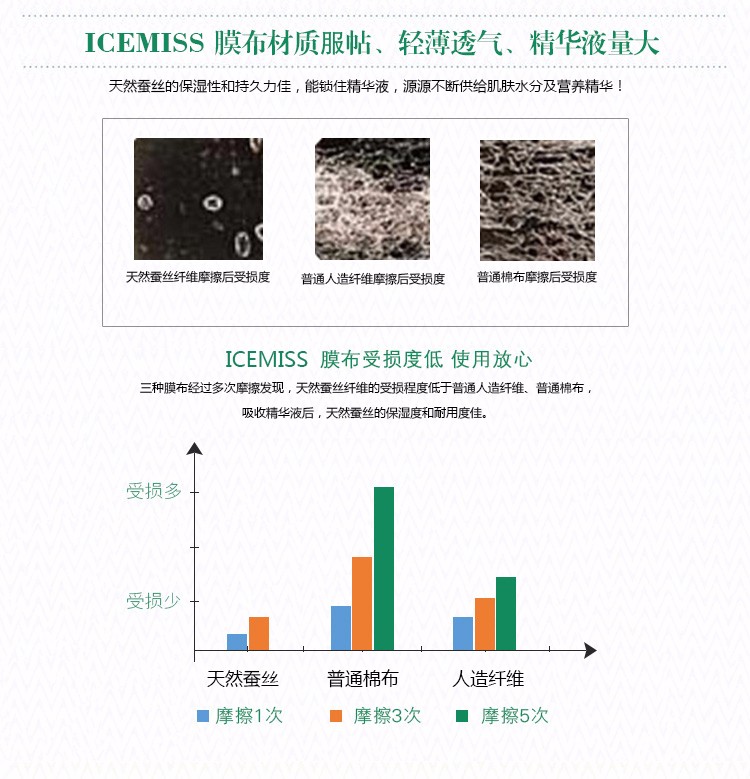 ICEMISS 膜布材质服帖、轻薄透气、精华液量大
天然蚕丝的保湿性和持久力佳，能锁住精华液，源源不断供给肌肤水分及营养精华！
天然蚕丝纤维摩擦后受损度
普通人造纤维摩擦后受损度
普通棉布摩擦后受损度
ICEMISS 膜布受损度低 使用放心
三种膜布经过多次摩擦发现，天然蚕丝纤维的受损程度低于普通人造纤维、普通棉布，
吸收精华液后，天然蚕丝的保湿度和耐用度佳。
受损多
受损少
天然蚕丝
普通棉布
人造纤维
摩擦1次
摩擦3次
摩擦5次